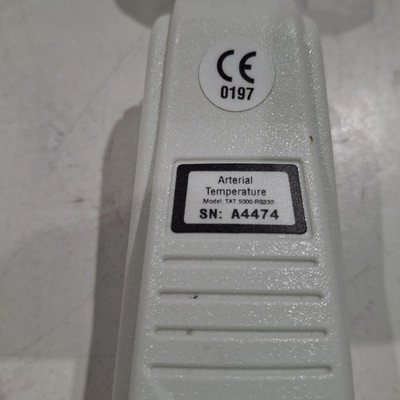 CE
0197
Arterial
Temperature
Model: TAT 5000-RS232
SN: A4474